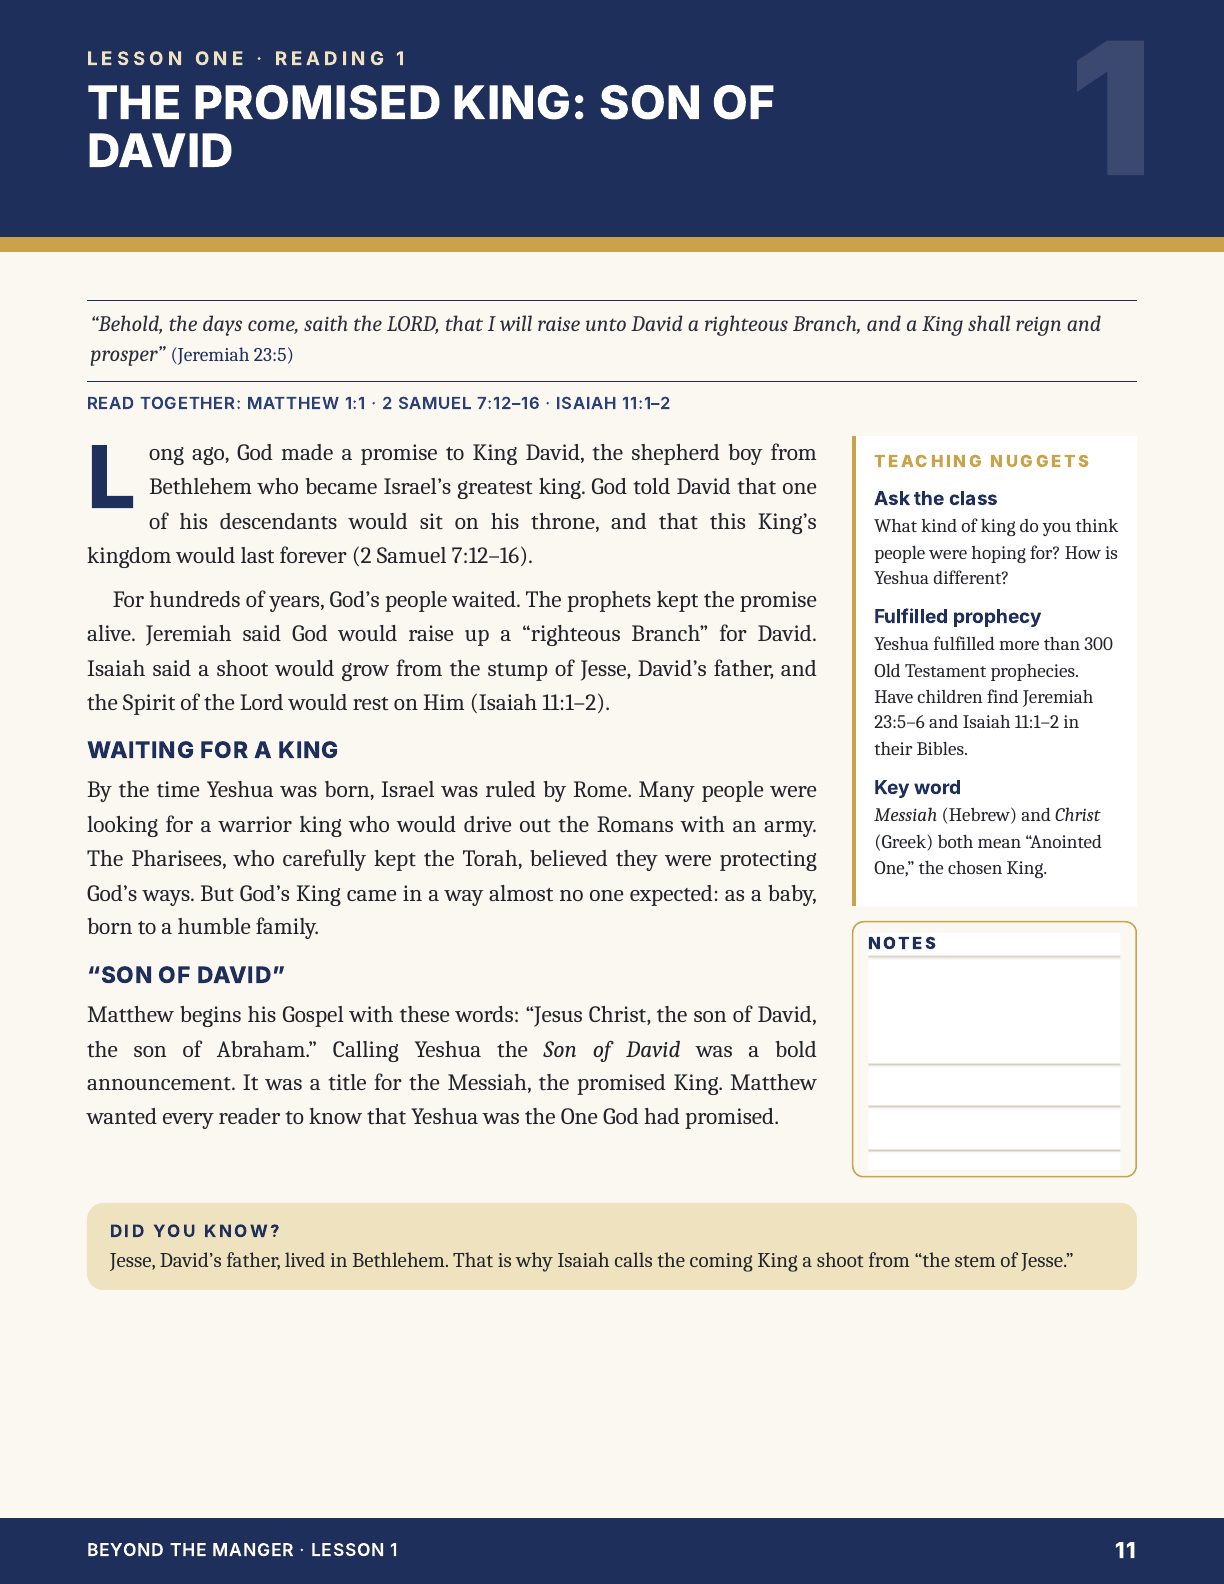 LESSON ONE · READING 1
THE PROMISED KING: SON OF
DAVID
1
“Behold, the days come, saith the LORD, that I will raise unto David a righteous Branch, and a King shall reign and
prosper” (Jeremiah 23:5)
READ TOGETHER: MATTHEW 1:1 · 2 SAMUEL 7:12–16 · ISAIAH 11:1–2
Long ago, God made a promise to King David, the shepherd boy from
Bethlehem who became Israel’s greatest king. God told David that one
of his descendants would sit on his throne, and that this King’s
kingdom would last forever (2 Samuel 7:12–16).
For hundreds of years, God’s people waited. The prophets kept the promise
alive. Jeremiah said God would raise up a “righteous Branch” for David.
Isaiah said a shoot would grow from the stump of Jesse, David’s father, and
the Spirit of the Lord would rest on Him (Isaiah 11:1–2).
WAITING FOR A KING
By the time Yeshua was born, Israel was ruled by Rome. Many people were
looking for a warrior king who would drive out the Romans with an army.
The Pharisees, who carefully kept the Torah, believed they were protecting
God’s ways. But God’s King came in a way almost no one expected: as a baby,
born to a humble family.
“SON OF DAVID”
Matthew begins his Gospel with these words: “Jesus Christ, the son of David,
the son of Abraham.” Calling Yeshua the Son of David was a bold
announcement. It was a title for the Messiah, the promised King. Matthew
wanted every reader to know that Yeshua was the One God had promised.
TEACHING NUGGETS
Ask the class
What kind of king do you think
people were hoping for? How is
Yeshua different?
Fulfilled prophecy
Yeshua fulfilled more than 300
Old Testament prophecies.
Have children find Jeremiah
23:5–6 and Isaiah 11:1–2 in
their Bibles.
Key word
Messiah (Hebrew) and Christ
(Greek) both mean “Anointed
One,” the chosen King.
NOTES
DID YOU KNOW?
Jesse, David’s father, lived in Bethlehem. That is why Isaiah calls the coming King a shoot from “the stem of Jesse.”
BEYOND THE MANGER · LESSON 1
11